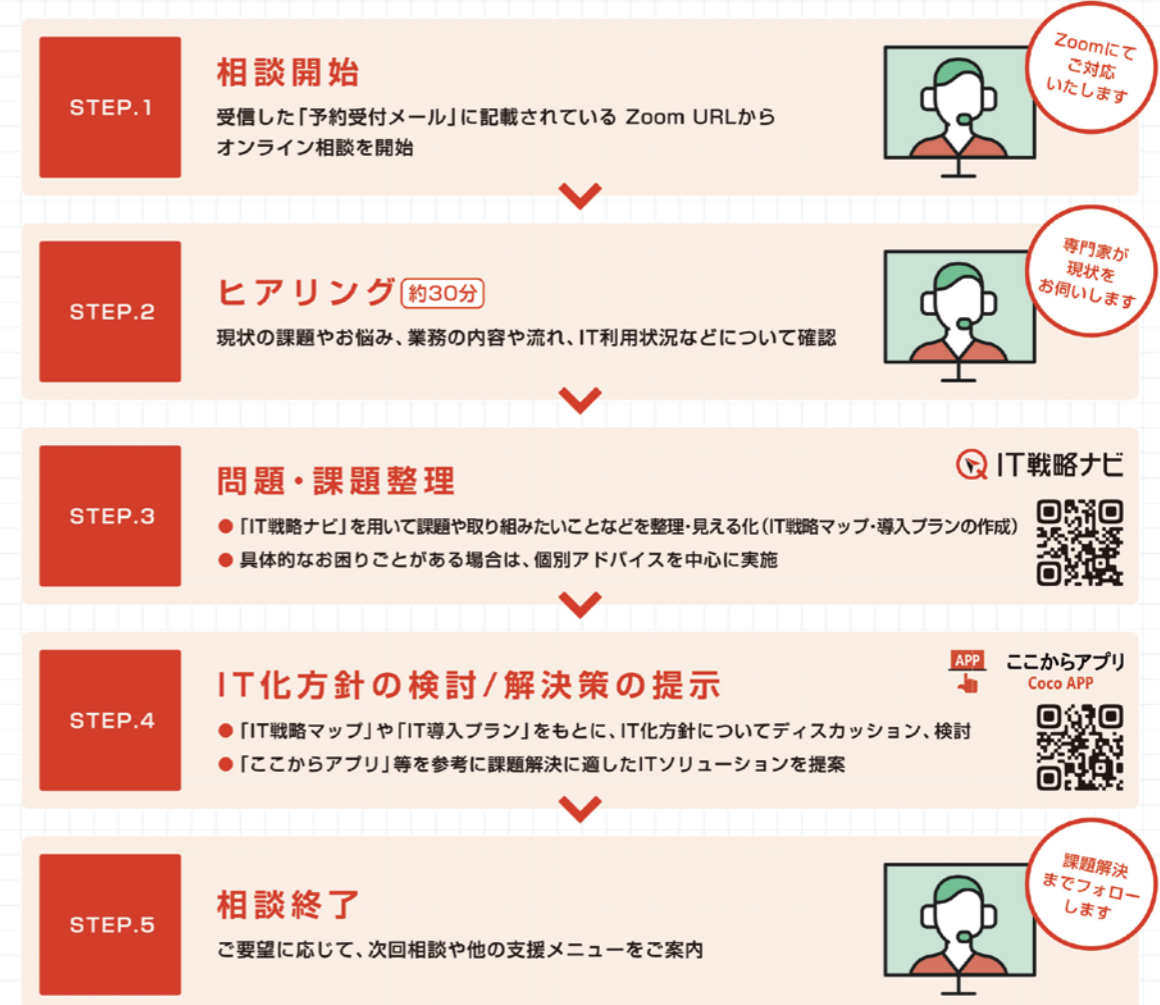 STEP.1
相談開始
受信した「予約受付メール」に記載されている Zoom URLから
オンライン相談を開始
Zoomにて
ご対応
いたします
STEP.2
ヒアリング 約30分
現状の課題やお悩み、業務の内容や流れ、IT利用状況などについて確認
専門家が
現状を
お伺いします
STEP.3
問題・課題整理
●「IT戦略ナビ」を用いて課題や取り組みたいことなどを整理・見える化(IT戦略マップ・導入プランの作成)
● 具体的なお困りごとがある場合は、個別アドバイスを中心に実施
IT戦略ナビ
STEP.4
IT化方針の検討/解決策の提示
●「IT戦略マップ」や「IT導入プラン」をもとに、IT化方針についてディスカッション、検討
●「ここからアプリ」等を参考に課題解決に適したITソリューションを提案
APP
ここからアプリ
Coco APP
STEP.5
相談終了
ご要望に応じて、次回相談や他の支援メニューをご案内
課題解決
までフォロー
します